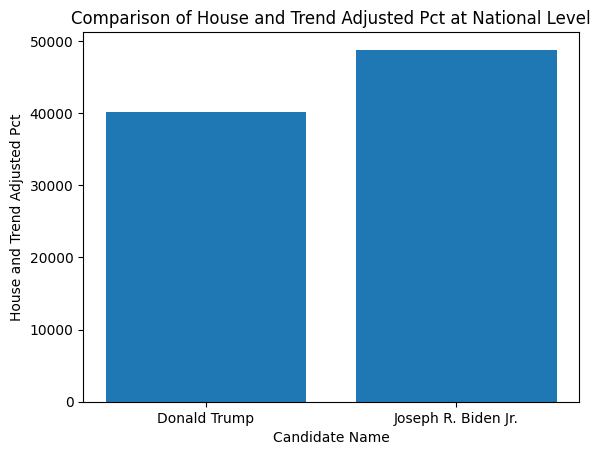 Comparison of House and Trend Adjusted Pct at National Level
50000
40000
30000
20000
10000
0
House and Trend Adjusted Pct
Donald Trump
Joseph R. Biden Jr.
Candidate Name